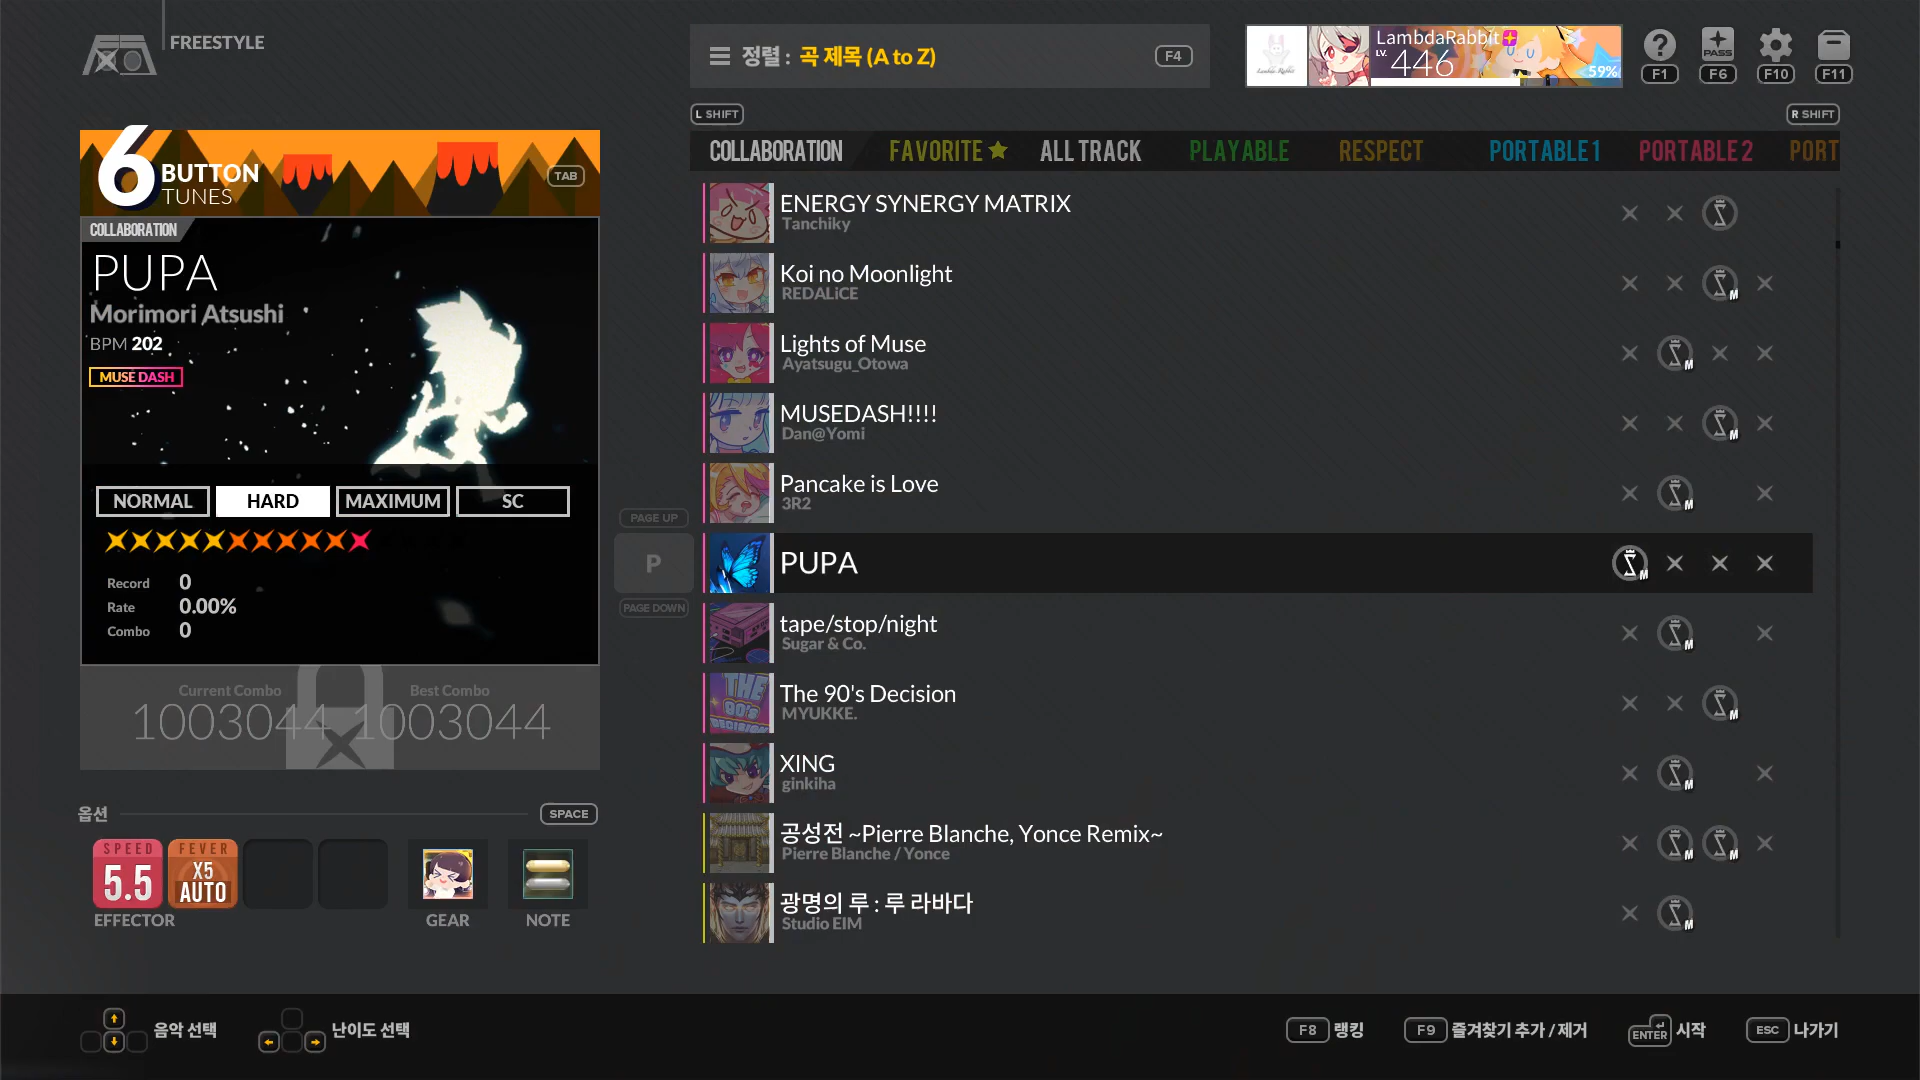 FREESTYLE
정렬 : 곡 제목 (A to Z)
F4
LambdaRabbit
LV. 446
59%
PASS
F1
F6
F10
F11
L SHIFT
R SHIFT
COLLABORATION
FAVORITE
ALL TRACK
PLAYABLE
RESPECT
PORTABLE 1
PORTABLE 2
PORT
6 BUTTON
TUNES
TAB
COLLABORATION
PUPA
Morimori Atsushi
BPM 202
MUSE DASH
NORMAL
HARD
MAXIMUM
SC
Record 0
Rate 0.00%
Combo 0
Current Combo
1003044
Best Combo
1003044
옵션
SPACE
SPEED
5.5
FEVER
X5
AUTO
EFFECTOR
GEAR
NOTE
PAGE UP
P
PAGE DOWN
ENERGY SYNERGY MATRIX
Tanchiky
Koi no Moonlight
REDALiCE
M
Lights of Muse
Ayatsugu_Otowa
M
MUSEDASH!!!!
Dan@Yomi
M
Pancake is Love
3R2
M
PUPA
M
tape/stop/night
Sugar & Co.
M
THE
90's
DECISION
The 90's Decision
MYUKKE.
M
XING
ginkiha
M
공성전 ~Pierre Blanche, Yonce Remix~
Pierre Blanche / Yonce
M
M
광명의 루 : 루 라바다
Studio EIM
M
음악 선택
난이도 선택
F8 랭킹
F9 즐겨찾기 추가 / 제거
ENTER 시작
ESC 나가기